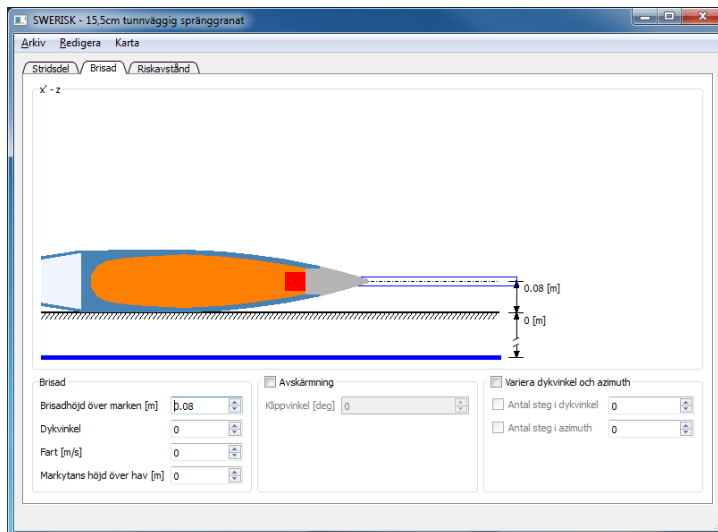 SWERISK - 15,5cm tunnväggig spränggranat
Arkiv Redigera Karta
Stridsdel Brisad Riskavstånd
x' - z
0.08 [m]
0 [m]
Brisad
Brisadhöjd över marken [m] 0.08
Dykvinkel 0
Fart [m/s] 0
Markytans höjd över hav [m] 0
Avskärmning
Klippvinkel [deg] 0
Variera dykvinkel och azimuth
Antal steg i dykvinkel 0
Antal steg i azimuth 0